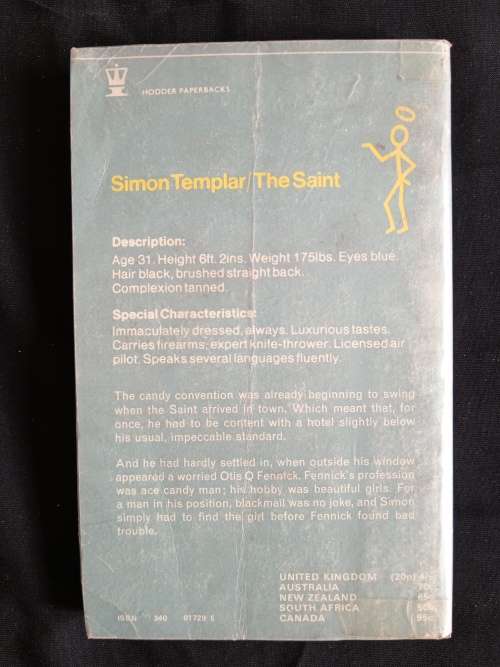 HODDER PAPERBACKS
Simon Templar/The Saint
Description:
Age 31. Height 6ft. 2ins. Weight 175lbs. Eyes blue.
Hair black, brushed straight back.
Complexion tanned.
Special Characteristics:
Immaculately dressed, always. Luxurious tastes.
Carries firearms; expert knife-thrower. Licensed air
pilot. Speaks several languages fluently.
The candy convention was already beginning to swing
when the Saint arrived in town. Which meant that, for
once, he had to be content with a hotel slightly below
his usual, impeccable standard.
And he had hardly settled in, when outside his window
appeared a worried Otis Q Fennick. Fennick's profession
was ace candy man; his hobby was beautiful girls. For
a man in his position, blackmail was no joke, and Simon
simply had to find the girl before Fennick found bad
trouble.
UNITED KINGDOM (20p)
AUSTRALIA
NEW ZEALAND
SOUTH AFRICA
CANADA 95c
ISBN 340 01729 5